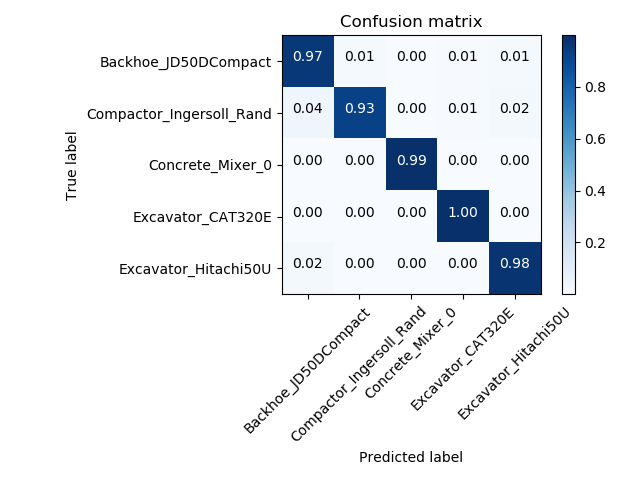 Confusion matrix
Backhoe_JD50DCompact 0.97 0.01 0.00 0.01 0.01
Compactor_Ingersoll_Rand 0.04 0.93 0.00 0.01 0.02
Concrete_Mixer_0 0.00 0.00 0.99 0.00 0.00
Excavator_CAT320E 0.00 0.00 0.00 1.00 0.00
Excavator_Hitachi50U 0.02 0.00 0.00 0.00 0.98
True label
0.8
0.6
0.4
0.2
Backhoe_JD50DCompact
Compactor_Ingersoll_Rand
Concrete_Mixer_0
Excavator_CAT320E
Excavator_Hitachi50U
Predicted label